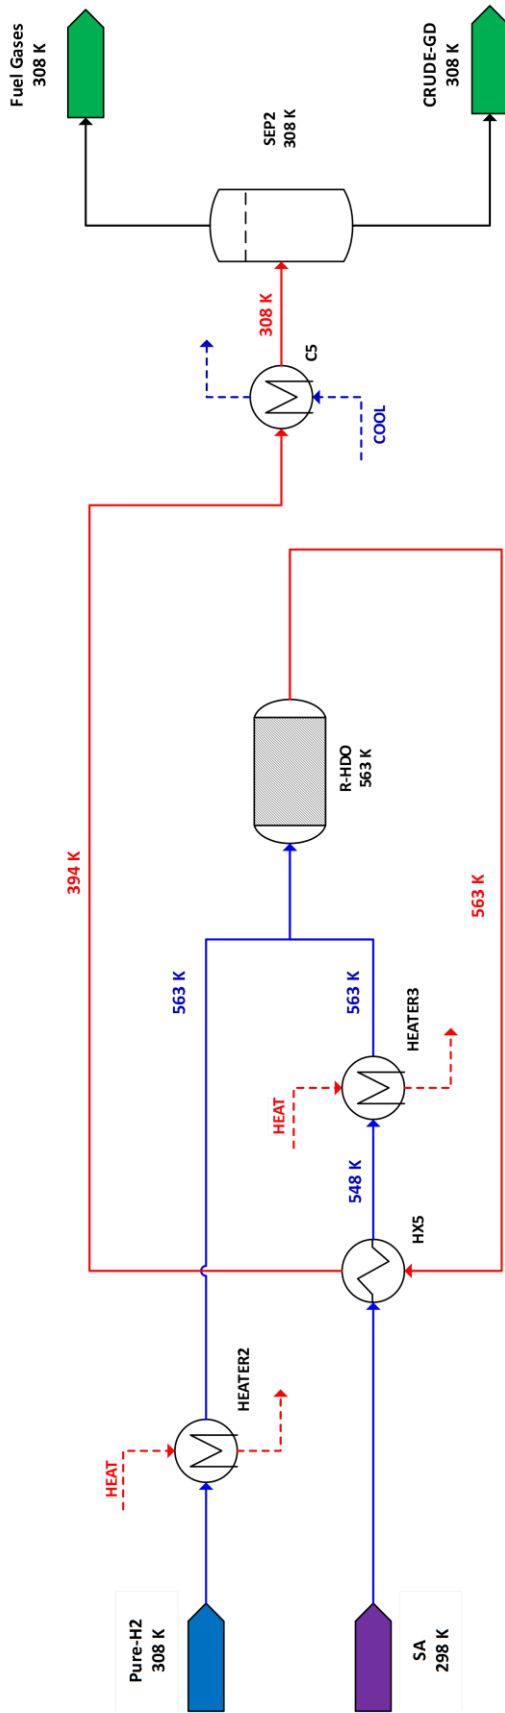 Pure-H2
308 K
HEAT
HEATER2
563 K
394 K
SA
298 K
HX5
548 K
HEAT
HEATER3
563 K
R-HDO
563 K
563 K
COOL
C5
308 K
SEP2
308 K
Fuel Gases
308 K
CRUDE-GD
308 K